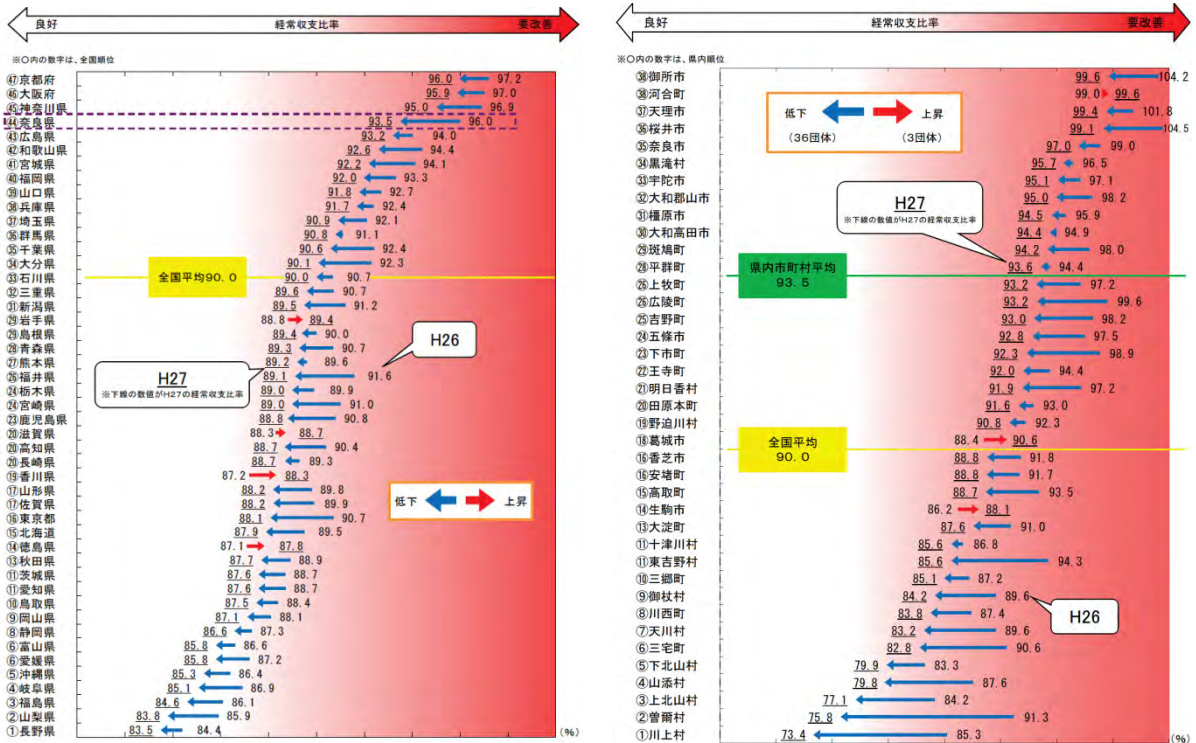 良好 経常収支比率 要改善
※○内の数字は、全国順位
㊼京都府 96.0 97.2
㊻大阪府 95.9 97.0
㊺神奈川県 95.0 96.9
㊹奈良県 93.5 96.0
㊸広島県 93.2 94.0
㊷和歌山県 92.6 94.4
㊶宮城県 92.2 94.1
㊵福岡県 92.0 93.3
㊴山口県 91.8 92.7
㊳兵庫県 91.7 92.4
㊲埼玉県 90.9 92.1
㊱群馬県 90.8 91.1
㉟千葉県 90.6 92.4
㉞大分県 90.1 92.3
全国平均90.0
㉝石川県 90.0 90.7
㉜三重県 89.6 90.7
㉛新潟県 89.5 91.2
㉙岩手県 88.8 89.4
㉙島根県 89.4 90.0
㉘青森県 89.3 90.7
㉗熊本県 89.2 89.6
㉖福井県 89.1 91.6
㉔栃木県 89.0 89.9
㉔宮崎県 89.0 91.0
㉓鹿児島県 88.8 90.8
⑳滋賀県 88.3 88.7
⑳高知県 88.7 90.4
⑳長崎県 88.7 89.3
⑲香川県 87.2 88.3
⑰山形県 88.2 89.8
⑰佐賀県 88.2 89.9
⑯東京都 88.1 90.7
⑮北海道 87.9 89.5
⑭徳島県 87.1 87.8
⑬秋田県 87.7 88.9
⑪茨城県 87.6 88.7
⑪愛知県 87.6 88.7
⑩鳥取県 87.5 88.4
⑨岡山県 87.1 88.1
⑧静岡県 86.6 87.3
⑥富山県 85.8 86.6
⑥愛媛県 85.8 87.2
⑤沖縄県 85.3 86.4
④岐阜県 85.1 86.9
③福島県 84.6 86.1
②山梨県 83.8 85.9
①長野県 83.5 84.4
(%)
H26
H27
※下線の数値がH27の経常収支比率
低下 上昇
良好 経常収支比率 要改善
※○内の数字は、県内順位
㊳御所市 99.6 104.2
㊳河合町 99.0 99.6
㊲天理市 99.4 101.8
㊱桜井市 99.1 104.5
㉟奈良市 97.0 99.0
㉞黒滝村 95.7 96.5
㉝宇陀市 95.1 97.1
㉜大和郡山市 95.0 98.2
㉛橿原市 94.5 95.9
㉚大和高田市 94.4 94.9
㉙斑鳩町 94.2 98.0
㉘平群町 93.6 94.4
県内市町村平均
93.5
㉖上牧町 93.2 97.2
㉖広陵町 93.2 99.6
㉕吉野町 93.0 98.2
㉔五條市 92.8 97.5
㉓下市町 92.3 98.9
㉒王寺町 92.0 94.4
㉑明日香村 91.9 97.2
⑳田原本町 91.6 93.0
⑲野迫川村 90.8 92.3
⑱葛城市 88.4 90.6
全国平均
90.0
⑯香芝市 88.8 91.8
⑯安堵町 88.8 91.7
⑮高取町 88.7 93.5
⑭生駒市 86.2 88.1
⑬大淀町 87.6 91.0
⑪十津川村 85.6 86.8
⑪東吉野村 85.6 94.3
⑩三郷町 85.1 87.2
⑨御杖村 84.2 89.6
⑧川西町 83.8 87.4
⑦天川村 83.2 89.6
⑥三宅町 82.8 90.6
⑤下北山村 79.9 83.3
④山添村 79.8 87.6
③上北山村 77.1 84.2
②曽爾村 75.8 91.3
①川上村 73.4 85.3
(%)
低下 上昇
(36団体) (3団体)
H27
※下線の数値がH27の経常収支比率
H26